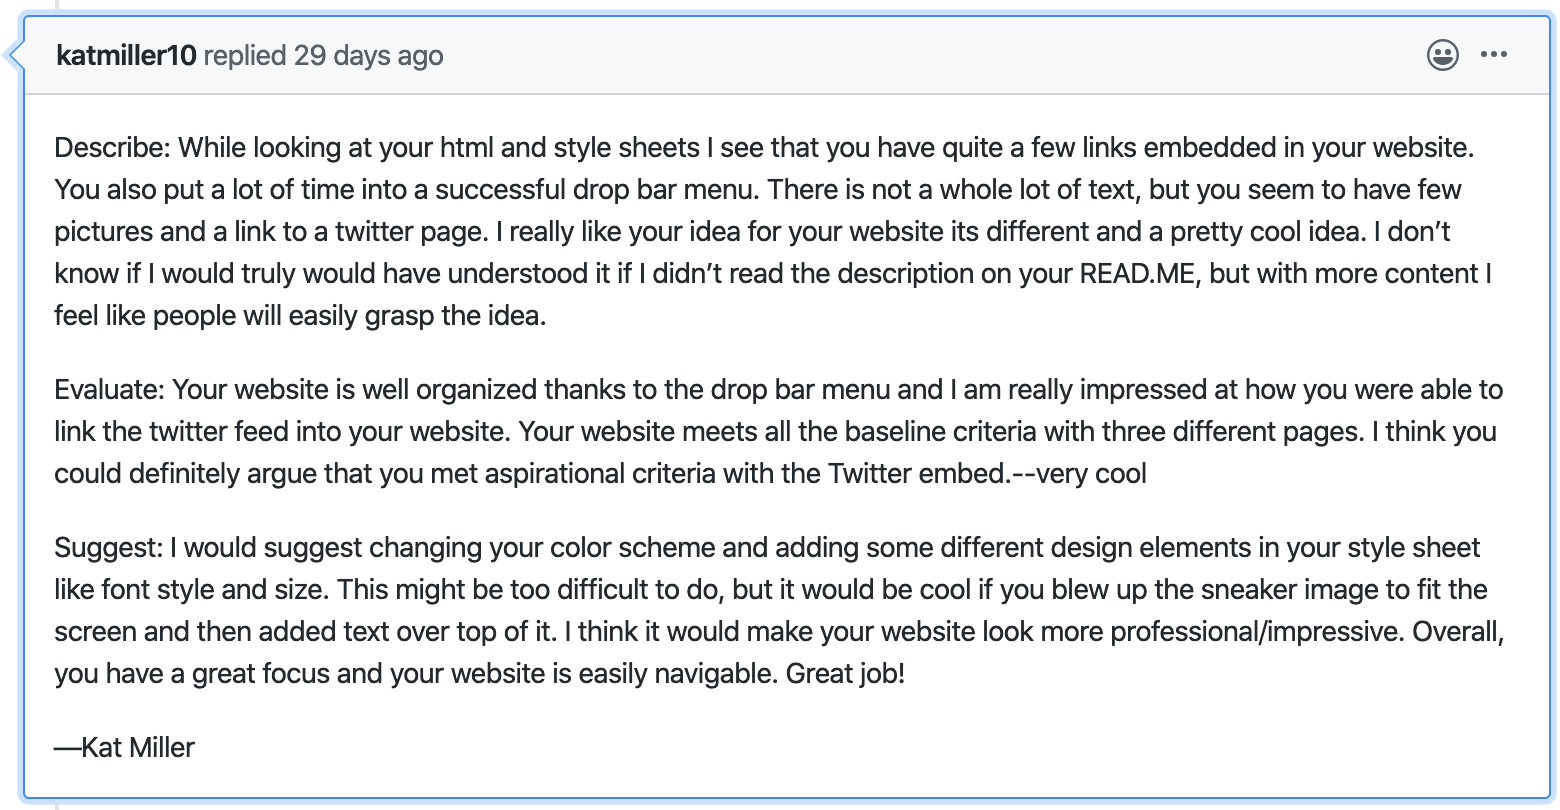 katmiller10 replied 29 days ago
Describe: While looking at your html and style sheets I see that you have quite a few links embedded in your website.
You also put a lot of time into a successful drop bar menu. There is not a whole lot of text, but you seem to have few
pictures and a link to a twitter page. I really like your idea for your website its different and a pretty cool idea. I don’t
know if I would truly would have understood it if I didn’t read the description on your READ.ME, but with more content I
feel like people will easily grasp the idea.
Evaluate: Your website is well organized thanks to the drop bar menu and I am really impressed at how you were able to
link the twitter feed into your website. Your website meets all the baseline criteria with three different pages. I think you
could definitely argue that you met aspirational criteria with the Twitter embed.--very cool
Suggest: I would suggest changing your color scheme and adding some different design elements in your style sheet
like font style and size. This might be too difficult to do, but it would be cool if you blew up the sneaker image to fit the
screen and then added text over top of it. I think it would make your website look more professional/impressive. Overall,
you have a great focus and your website is easily navigable. Great job!
—Kat Miller